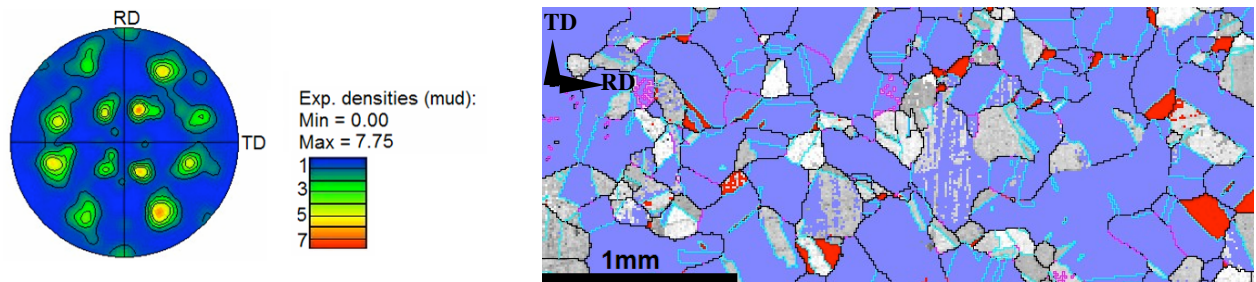 RD
TD
Exp. densities (mud):
Min = 0.00
Max = 7.75
1
3
5
7
TD
RD
1mm